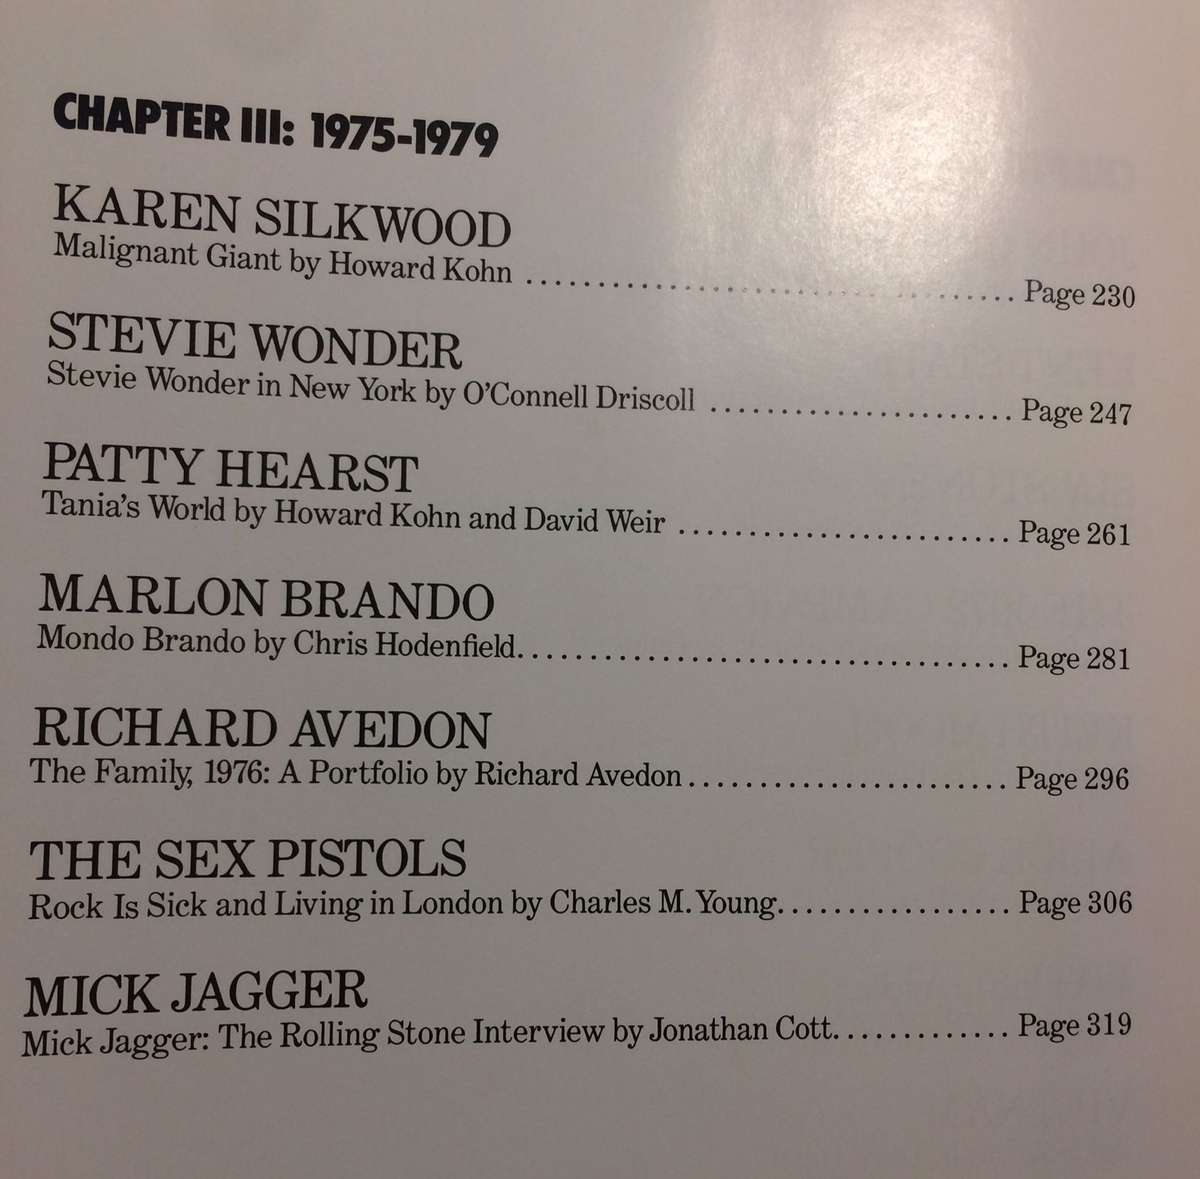 CHAPTER III: 1975-1979
KAREN SILKWOOD
Malignant Giant by Howard Kohn .................................. Page 230
STEVIE WONDER
Stevie Wonder in New York by O'Connell Driscoll ...................... Page 247
PATTY HEARST
Tania's World by Howard Kohn and David Weir ........................ Page 261
MARLON BRANDO
Mondo Brando by Chris Hodenfield................................... Page 281
RICHARD AVEDON
The Family, 1976: A Portfolio by Richard Avedon....................... Page 296
THE SEX PISTOLS
Rock Is Sick and Living in London by Charles M. Young................. Page 306
MICK JAGGER
Mick Jagger: The Rolling Stone Interview by Jonathan Cott............. Page 319